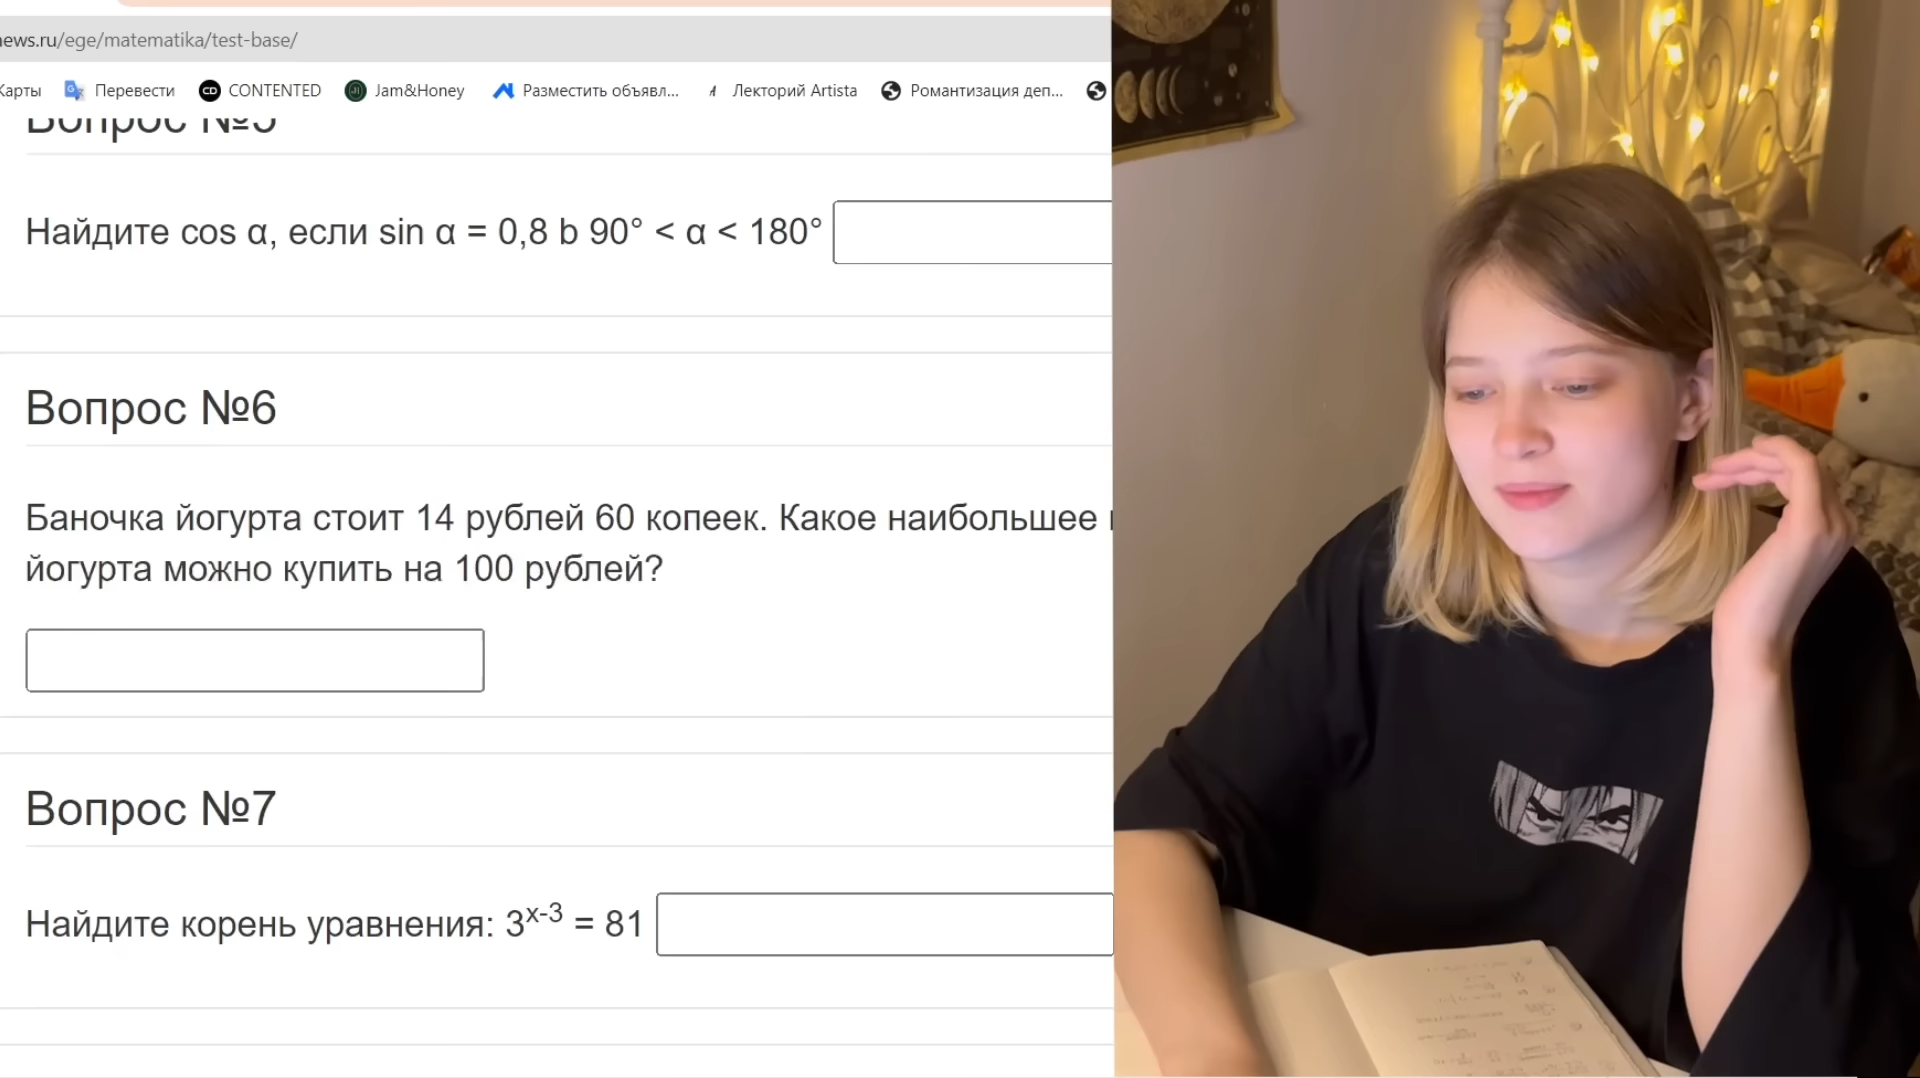 ews.ru/ege/matematika/test-base/
Карты Перевести CONTENTED Jam&Honey Разместить объявл... Лекторий Artista Романтизация деп...
Вопрос №5
Найдите cos α, если sin α = 0,8 b 90° < α < 180°
Вопрос №6
Баночка йогурта стоит 14 рублей 60 копеек. Какое наибольшее
йогурта можно купить на 100 рублей?
Вопрос №7
Найдите корень уравнения: 3ˣ⁻³ = 81